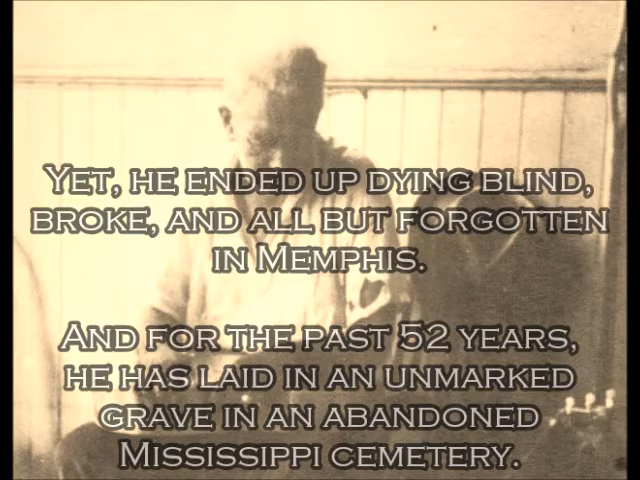 Yet, he ended up dying blind,
broke, and all but forgotten
in Memphis.
And for the past 52 years,
he has laid in an unmarked
grave in an abandoned
Mississippi cemetery.